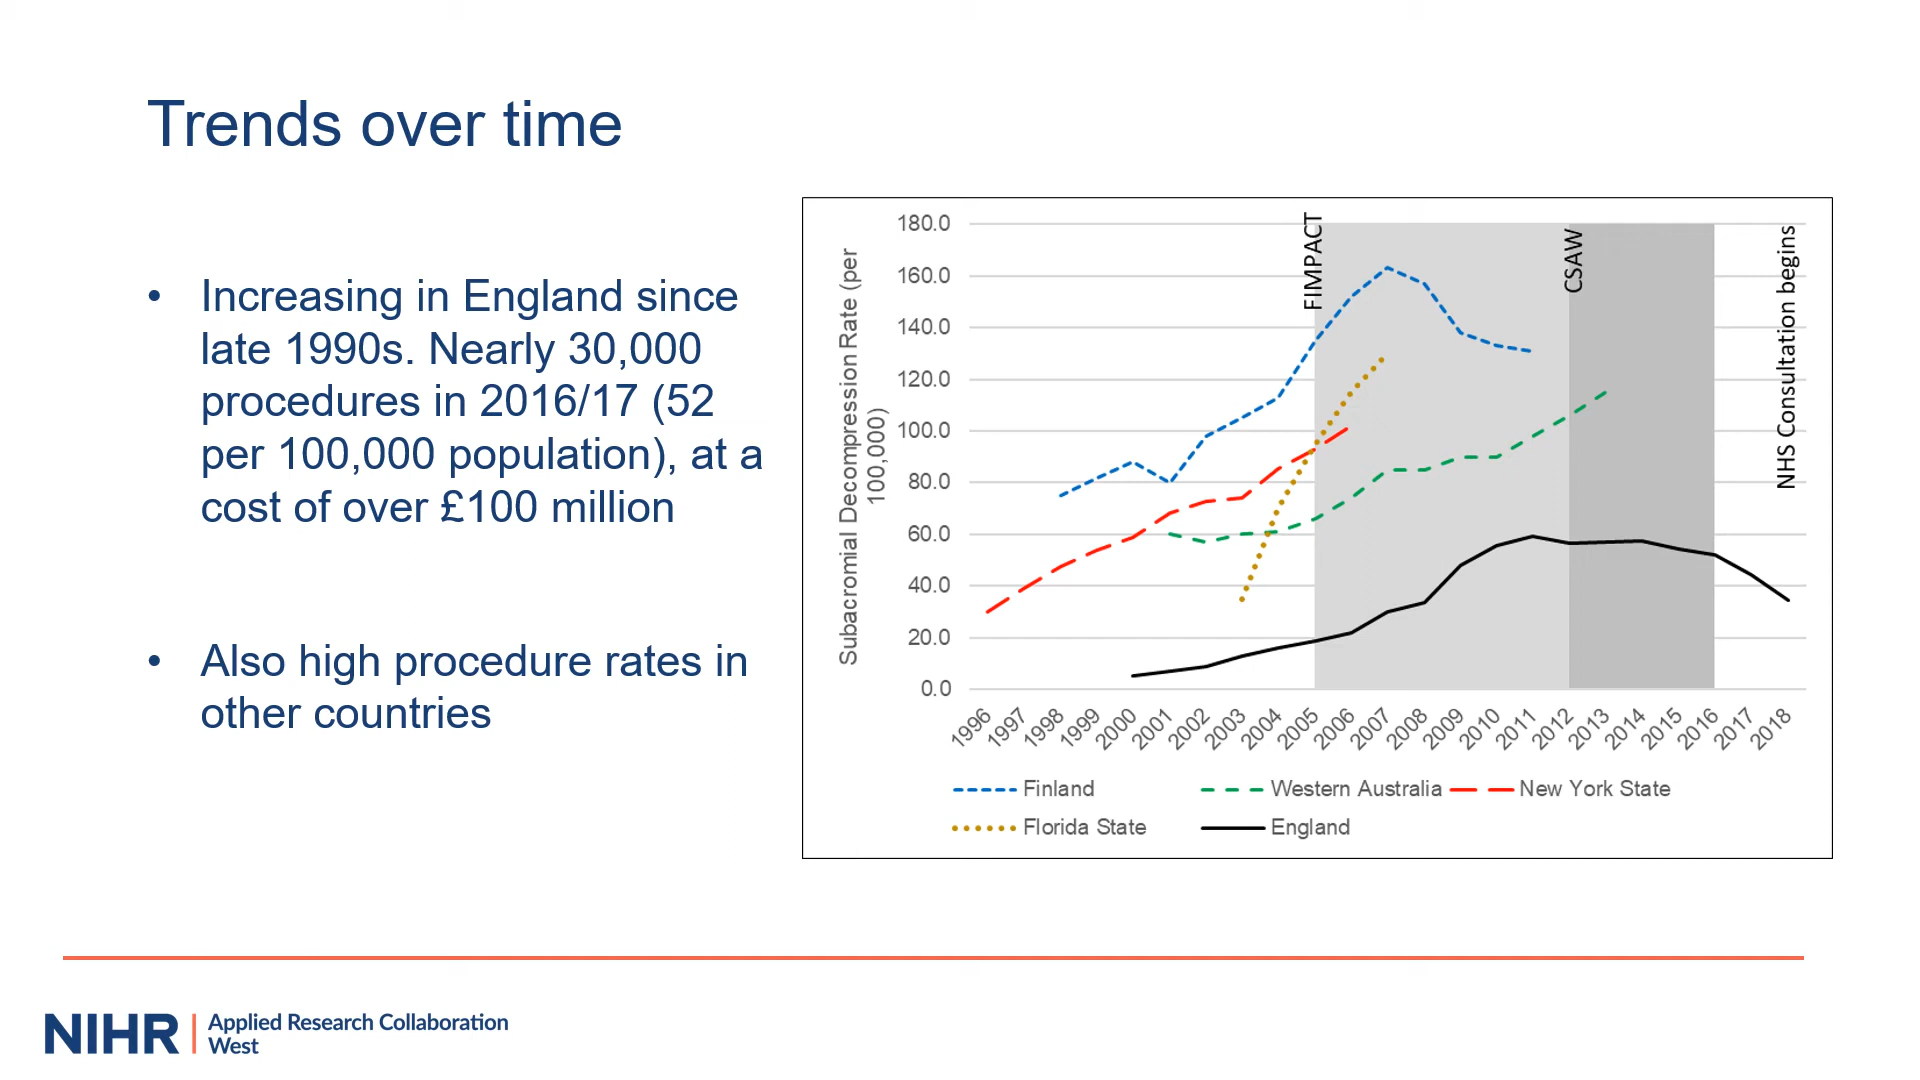 Trends over time
• Increasing in England since
late 1990s. Nearly 30,000
procedures in 2016/17 (52
per 100,000 population), at a
cost of over £100 million
• Also high procedure rates in
other countries
Subacromial Decompression Rate (per
100,000)
180.0
160.0
140.0
120.0
100.0
80.0
60.0
40.0
20.0
0.0
FIMPACT
CSAW
NHS Consultation begins
1996 1997 1998 1999 2000 2001 2002 2003 2004 2005 2006 2007 2008 2009 2010 2011 2012 2013 2014 2015 2016 2017 2018
Finland Western Australia New York State
Florida State England
NIHR Applied Research Collaboration
West